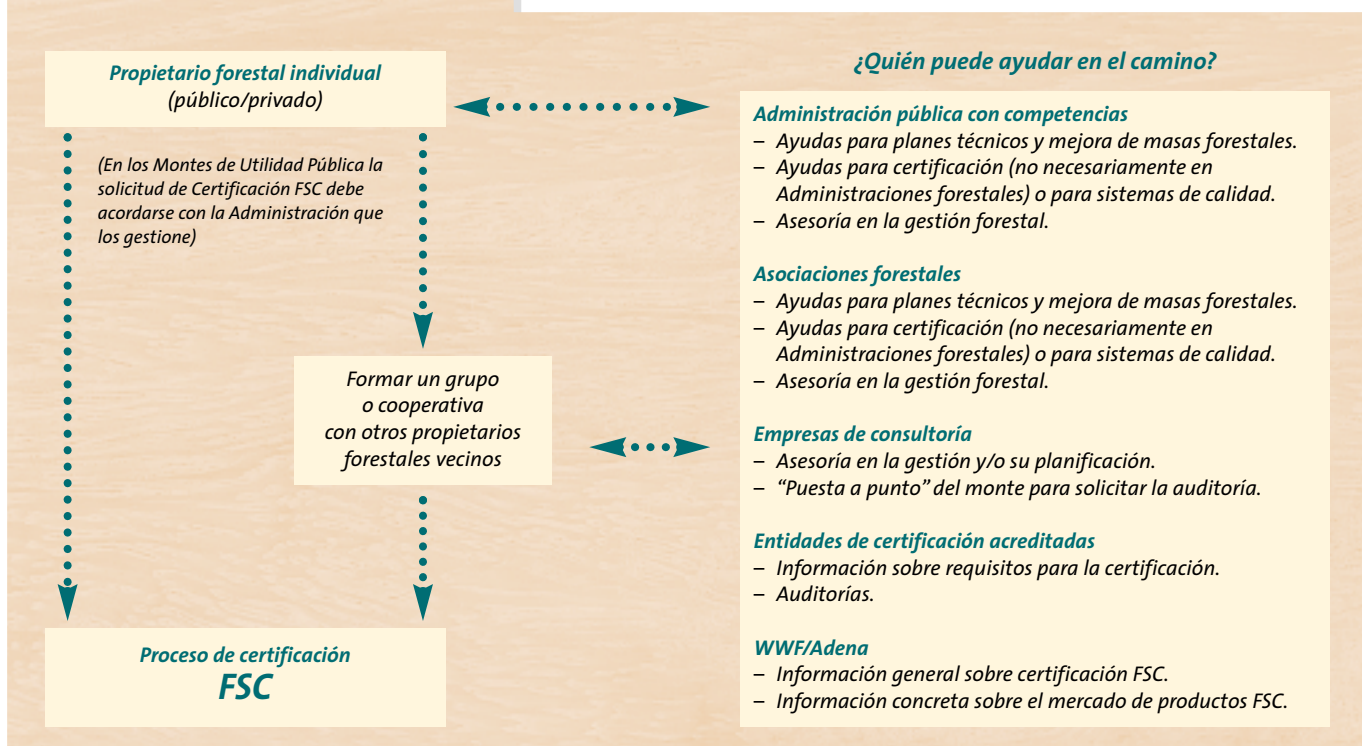 Propietario forestal individual
(público/privado)
(En los Montes de Utilidad Pública la
solicitud de Certificación FSC debe
acordarse con la Administración que
los gestione)
Formar un grupo
o cooperativa
con otros propietarios
forestales vecinos
Proceso de certificación
FSC
¿Quién puede ayudar en el camino?
Administración pública con competencias
– Ayudas para planes técnicos y mejora de masas forestales.
– Ayudas para certificación (no necesariamente en
Administraciones forestales) o para sistemas de calidad.
– Asesoría en la gestión forestal.
Asociaciones forestales
– Ayudas para planes técnicos y mejora de masas forestales.
– Ayudas para certificación (no necesariamente en
Administraciones forestales) o para sistemas de calidad.
– Asesoría en la gestión forestal.
Empresas de consultoría
– Asesoría en la gestión y/o su planificación.
– “Puesta a punto” del monte para solicitar la auditoría.
Entidades de certificación acreditadas
– Información sobre requisitos para la certificación.
– Auditorías.
WWF/Adena
– Información general sobre certificación FSC.
– Información concreta sobre el mercado de productos FSC.